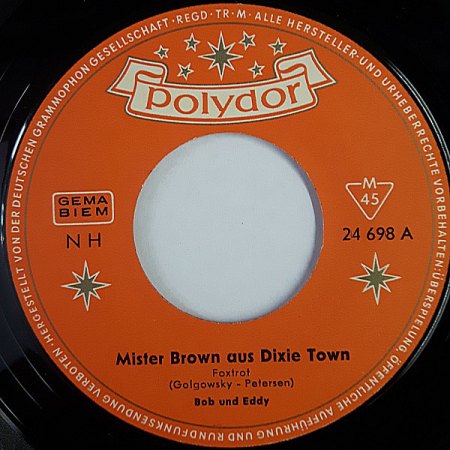 HERGESTELLT VON DER DEUTSCHEN GRAMMOPHON GESELLSCHAFT · REGD · TR · M · ALLE HERSTELLER- UND URHEBERRECHTE VORBEHALTEN: ÜBERSPIELUNG, ÖFFENTLICHE AUFFÜHRUNG UND RUNDFUNKSENDUNG VERBOTEN ·
Polydor
GEMA
BIEM
NH
M
45
24 698 A
Mister Brown aus Dixie Town
Foxtrot
(Golgowsky - Petersen)
Bob und Eddy